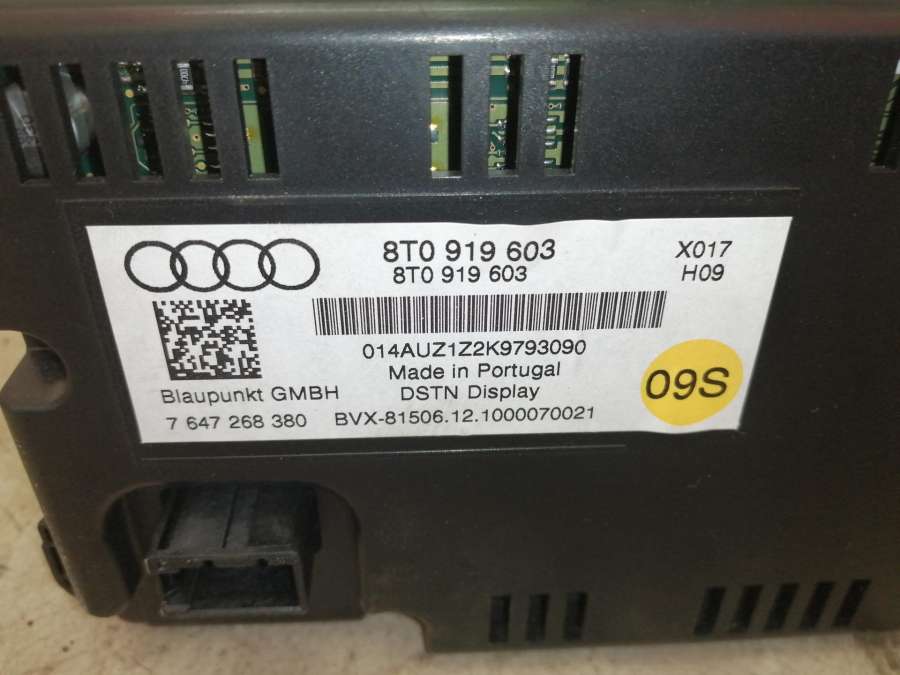 8T0 919 603
8T0 919 603
X017
H09
014AUZ1Z2K9793090
Made in Portugal
Blaupunkt GMBH
DSTN Display
7 647 268 380
BVX-81506.12.1000070021
09S